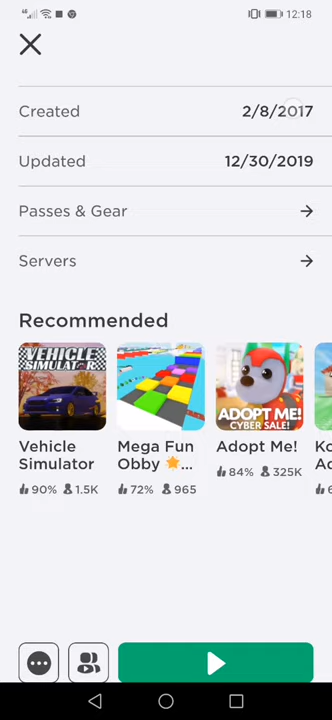 12:18
Created 2/8/2017
Updated 12/30/2019
Passes & Gear
Servers
Recommended
VEHICLE
SIMULATOR
ADOPT ME!
CYBER SALE!
Vehicle
Simulator
Mega Fun
Obby 🌟...
Adopt Me!
90% 1.5K
72% 965
84% 325K